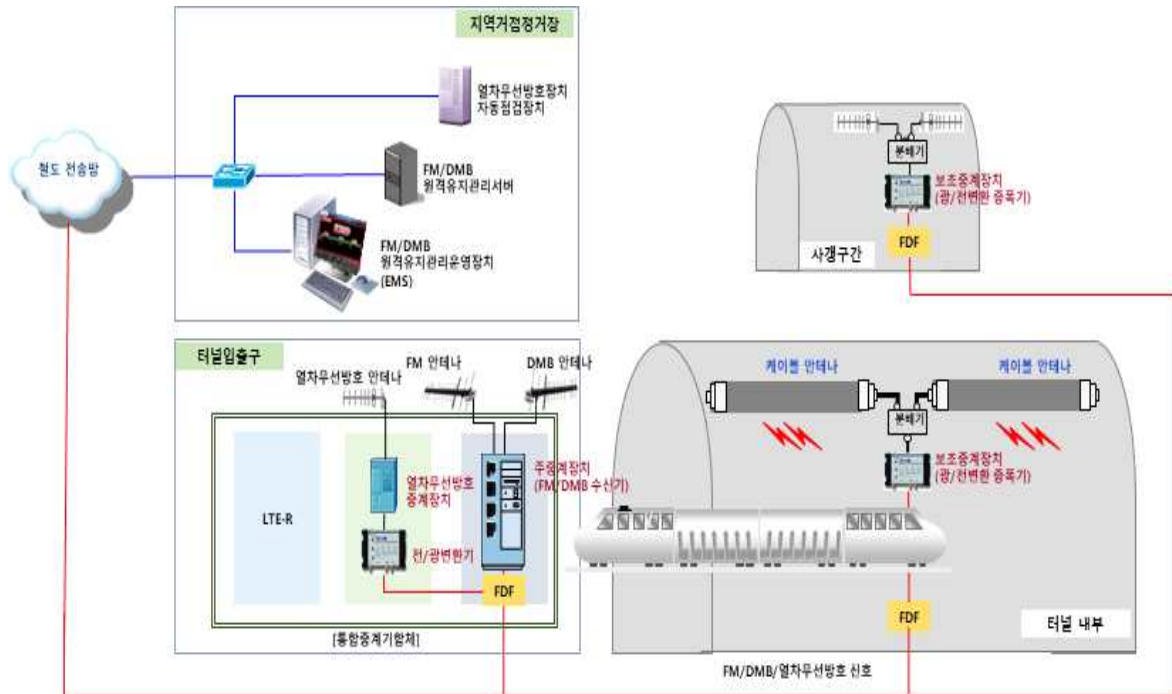 지역거점정거장
열차무선방호장치
자동점검장치
철도 전송망
FM/DMB
원격유지관리서버
FM/DMB
원격유지관리운영장치
(EMS)
분배기
보조중계장치
(광/전변환 증폭기)
FDF
사갱구간
터널입출구
열차무선방호 안테나
FM 안테나
DMB 안테나
LTE-R
열차무선방호
중계장치
전/광변환기
주중계장치
(FM/DMB 수신기)
FDF
[통합중계기함체]
케이블 안테나
케이블 안테나
분배기
보조중계장치
(광/전변환 증폭기)
FDF
터널 내부
FM/DMB/열차무선방호 신호